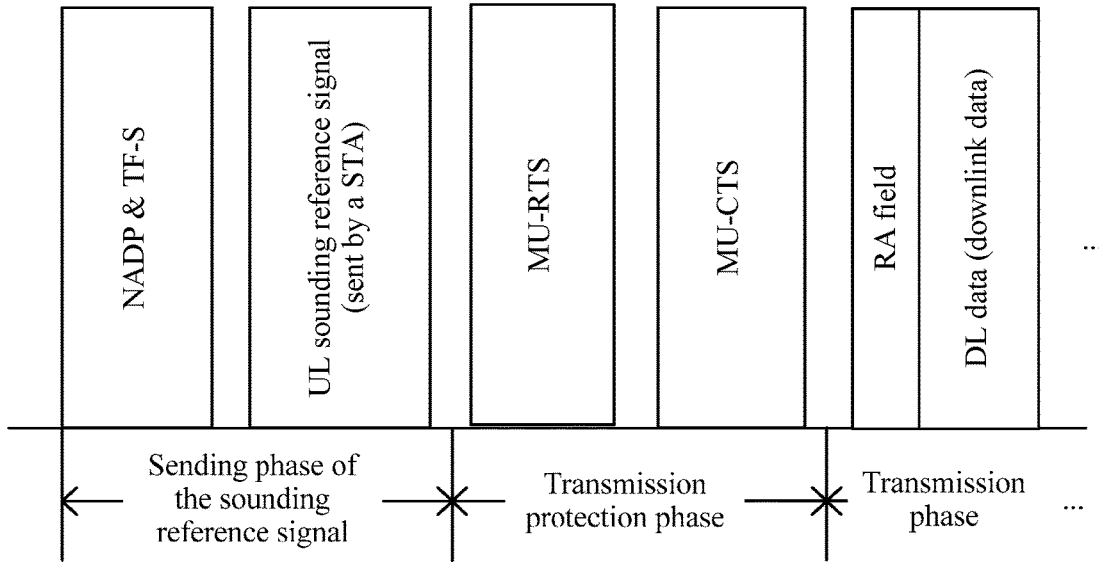 NADP & TF-S
UL sounding reference signal
(sent by a STA)
MU-RTS
MU-CTS
RA field
DL data (downlink data)
...
Sending phase of
the sounding
reference signal
Transmission
protection phase
Transmission
phase
...